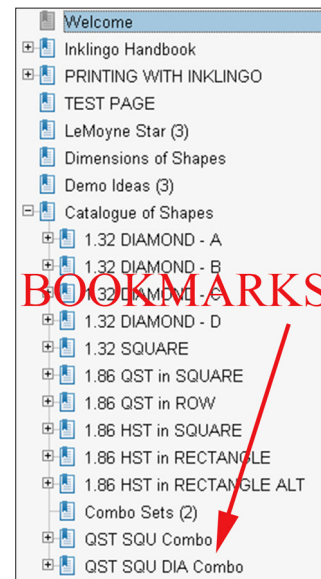 Welcome
Inklingo Handbook
PRINTING WITH INKLINGO
TEST PAGE
LeMoyne Star (3)
Dimensions of Shapes
Demo Ideas (3)
Catalogue of Shapes
1.32 DIAMOND - A
1.32 DIAMOND - B
BOOKMARKS
1.32 DIAMOND - C
1.32 DIAMOND - D
1.32 SQUARE
1.86 QST in SQUARE
1.86 QST in ROW
1.86 HST in SQUARE
1.86 HST in RECTANGLE
1.86 HST in RECTANGLE ALT
Combo Sets (2)
QST SQU Combo
QST SQU DIA Combo